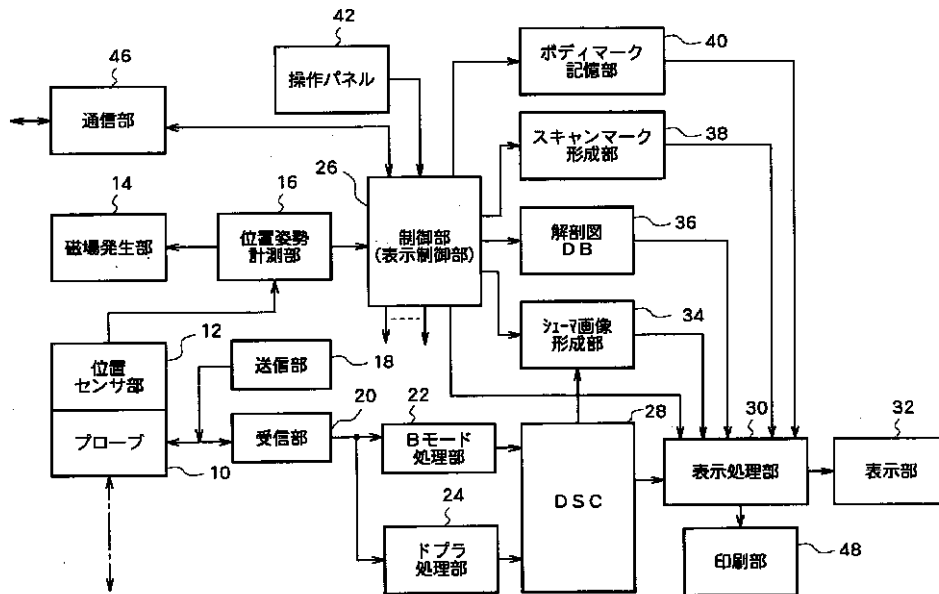 42
操作パネル
46
通信部
ボディマーク
記憶部
40
スキャンマーク
形成部
38
26
制御部
(表示制御部)
14
磁場発生部
16
位置姿勢
計測部
解剖図
DB
36
シェーマ画像
形成部
34
12
位置
センサ部
プローブ
10
送信部
18
受信部
20
22
Bモード
処理部
24
ドプラ
処理部
28
DSC
30
表示処理部
32
表示部
印刷部
48